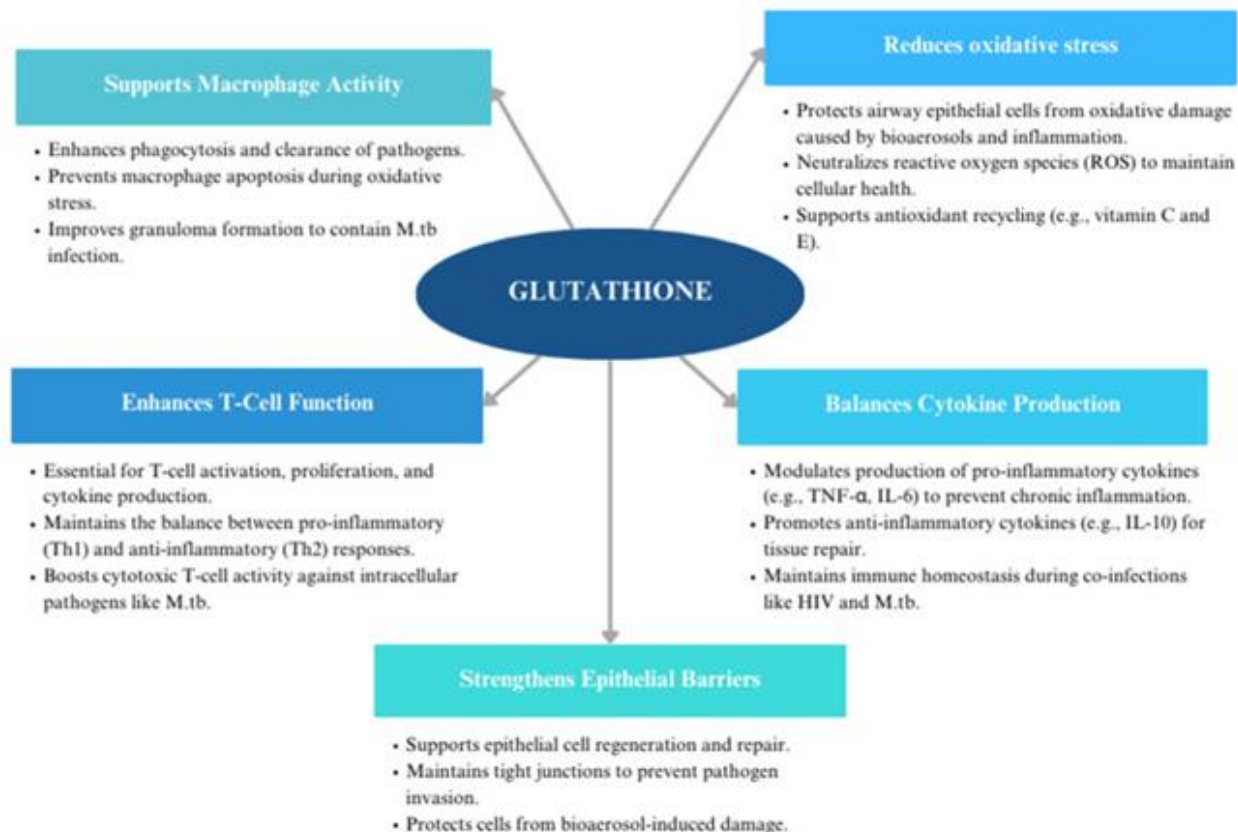 Supports Macrophage Activity
• Enhances phagocytosis and clearance of pathogens.
• Prevents macrophage apoptosis during oxidative
stress.
• Improves granuloma formation to contain M.tb
infection.
Reduces oxidative stress
• Protects airway epithelial cells from oxidative damage
caused by bioaerosols and inflammation.
• Neutralizes reactive oxygen species (ROS) to maintain
cellular health.
• Supports antioxidant recycling (e.g., vitamin C and
E).
GLUTATHIONE
Enhances T-Cell Function
• Essential for T-cell activation, proliferation, and
cytokine production.
• Maintains the balance between pro-inflammatory
(Th1) and anti-inflammatory (Th2) responses.
• Boosts cytotoxic T-cell activity against intracellular
pathogens like M.tb.
Balances Cytokine Production
• Modulates production of pro-inflammatory cytokines
(e.g., TNF-α, IL-6) to prevent chronic inflammation.
• Promotes anti-inflammatory cytokines (e.g., IL-10) for
tissue repair.
• Maintains immune homeostasis during co-infections
like HIV and M.tb.
Strengthens Epithelial Barriers
• Supports epithelial cell regeneration and repair.
• Maintains tight junctions to prevent pathogen
invasion.
• Protects cells from bioaerosol-induced damage.